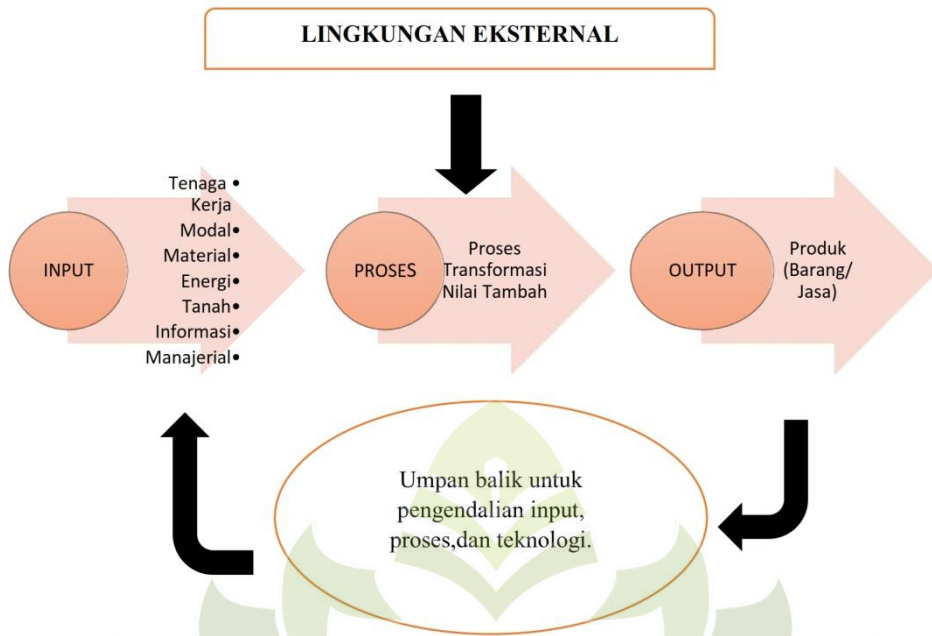 LINGKUNGAN EKSTERNAL
INPUT
Tenaga •
Kerja
Modal•
Material•
Energi•
Tanah•
Informasi•
Manajerial•
PROSES
Proses
Transformasi
Nilai Tambah
OUTPUT
Produk
(Barang/
Jasa)
Umpan balik untuk
pengendalian input,
proses,dan teknologi.